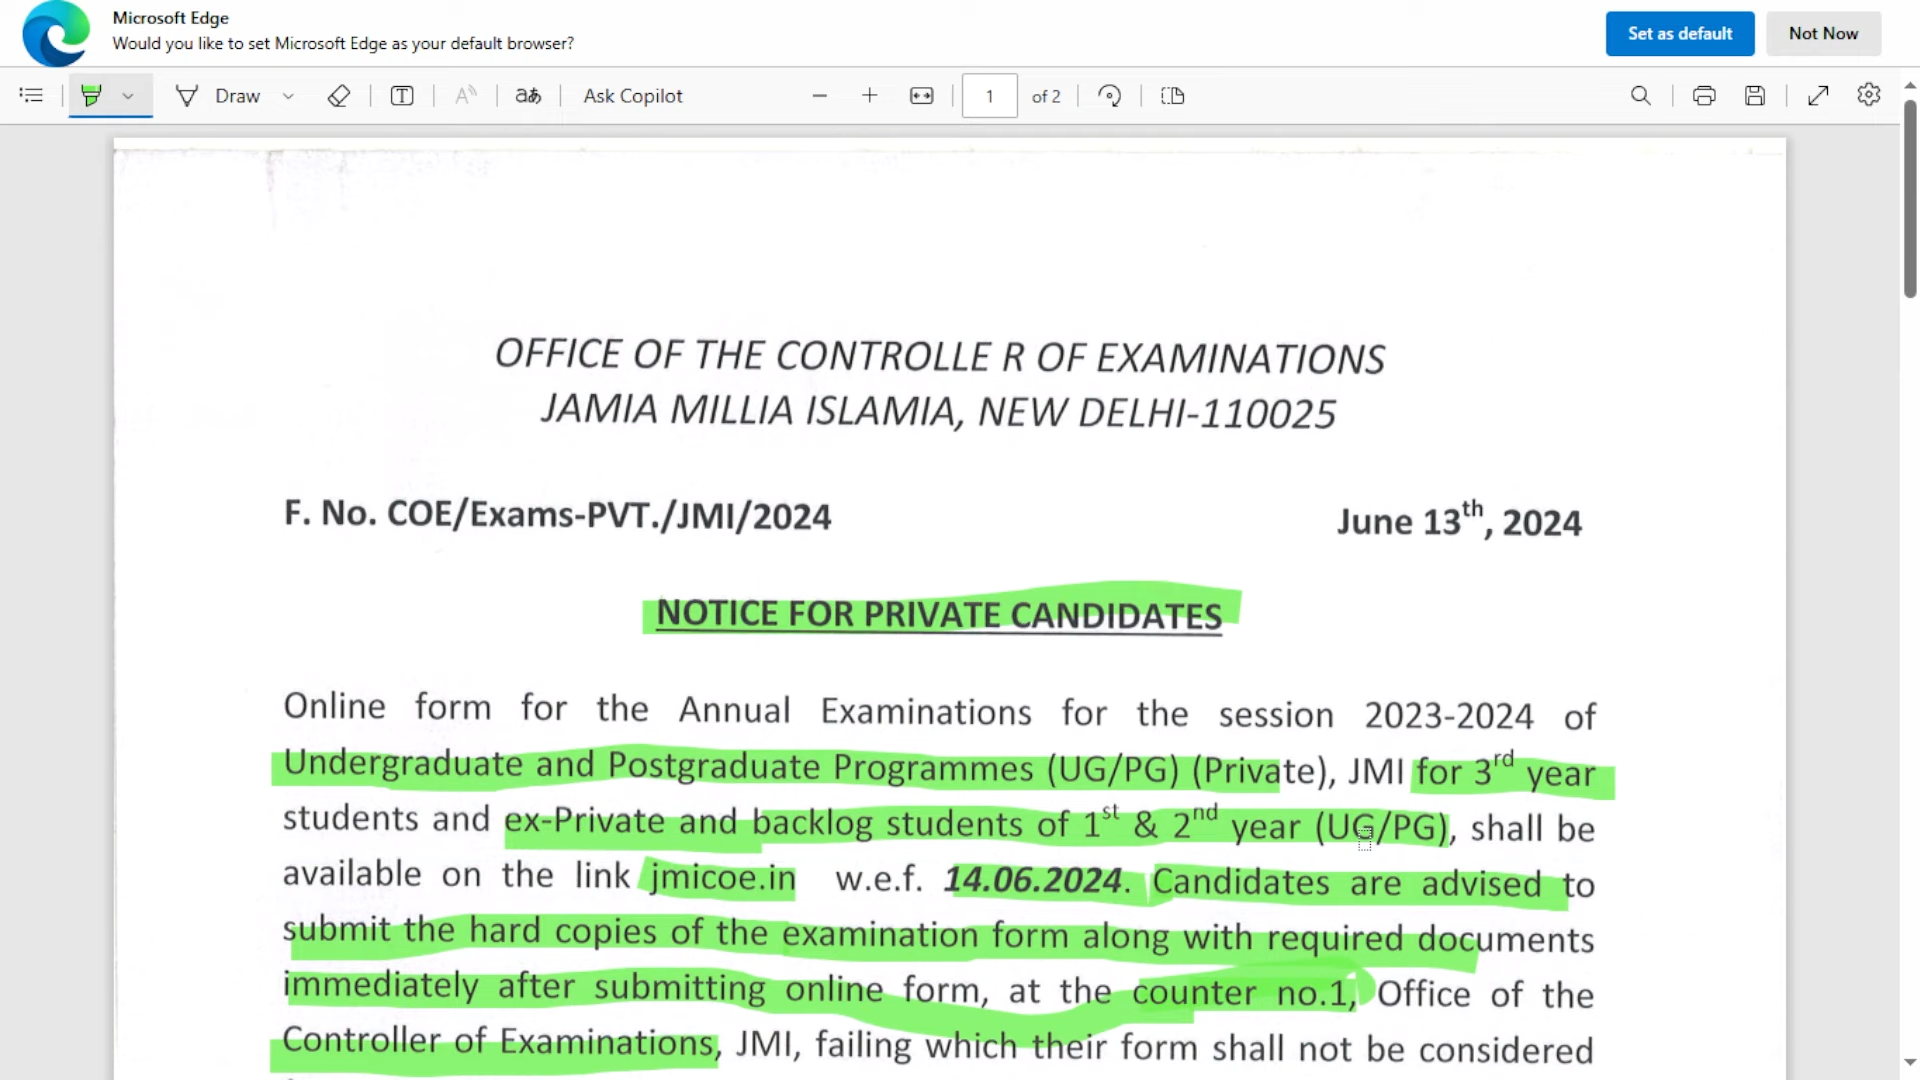 Microsoft Edge
Would you like to set Microsoft Edge as your default browser?
Set as default
Not Now
Draw
aあ
Ask Copilot
1
of 2
OFFICE OF THE CONTROLLE R OF EXAMINATIONS
JAMIA MILLIA ISLAMIA, NEW DELHI-110025
F. No. COE/Exams-PVT./JMI/2024
June 13th, 2024
NOTICE FOR PRIVATE CANDIDATES
Online form for the Annual Examinations for the session 2023-2024 of
Undergraduate and Postgraduate Programmes (UG/PG) (Private), JMI for 3rd year
students and ex-Private and backlog students of 1st & 2nd year (UG/PG), shall be
available on the link jmicoe.in w.e.f. 14.06.2024. Candidates are advised to
submit the hard copies of the examination form along with required documents
immediately after submitting online form, at the counter no.1, Office of the
Controller of Examinations, JMI, failing which their form shall not be considered